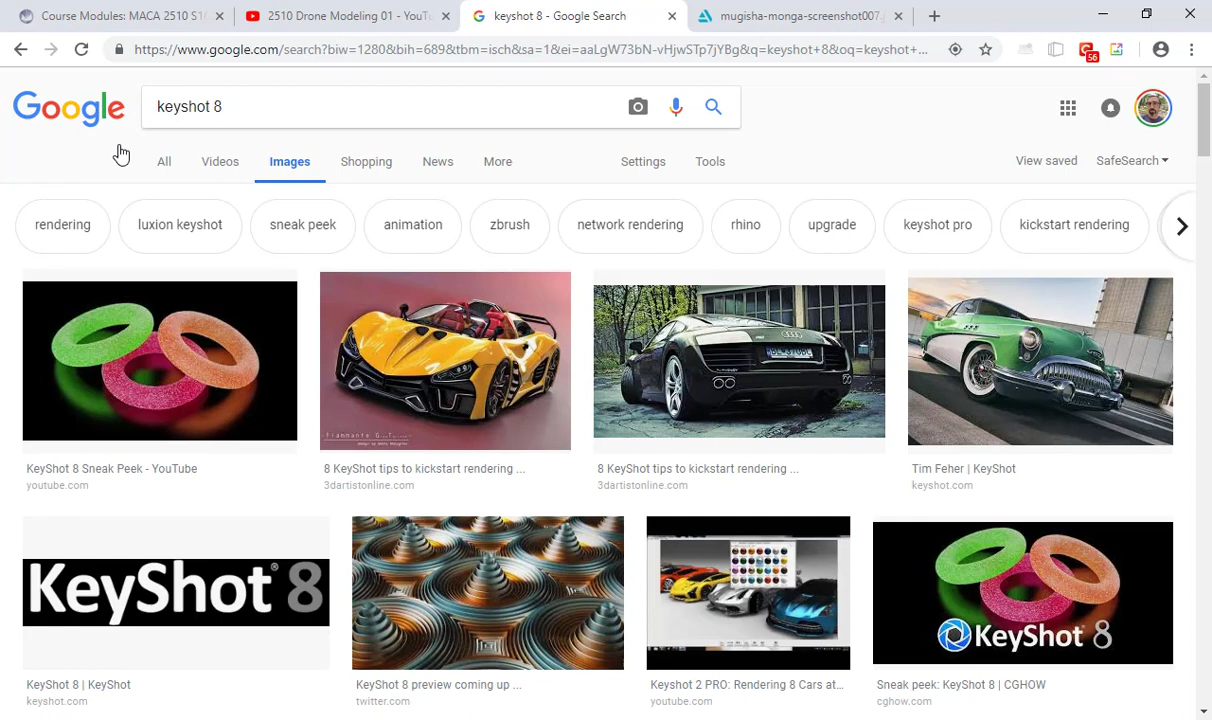 Course Modules: MACA 2510 S1
2510 Drone Modeling 01 - YouTu
keyshot 8 - Google Search
mugisha-monga-screenshot007.j
https://www.google.com/search?biw=1280&bih=689&tbm=isch&sa=1&ei=aaLgW73bN-vHjwSTp7jYBg&q=keyshot+8&oq=keyshot+...
56
Google
keyshot 8
All
Videos
Images
Shopping
News
More
Settings
Tools
View saved
SafeSearch
rendering
luxion keyshot
sneak peek
animation
zbrush
network rendering
rhino
upgrade
keyshot pro
kickstart rendering
KeyShot 8 Sneak Peek - YouTube
youtube.com
8 KeyShot tips to kickstart rendering ...
3dartistonline.com
8 KeyShot tips to kickstart rendering ...
3dartistonline.com
Tim Feher | KeyShot
keyshot.com
KeyShot® 8
KeyShot 8
KeyShot 8 | KeyShot
keyshot.com
KeyShot 8 preview coming up ...
twitter.com
Keyshot 2 PRO: Rendering 8 Cars at...
youtube.com
Sneak peek: KeyShot 8 | CGHOW
cghow.com